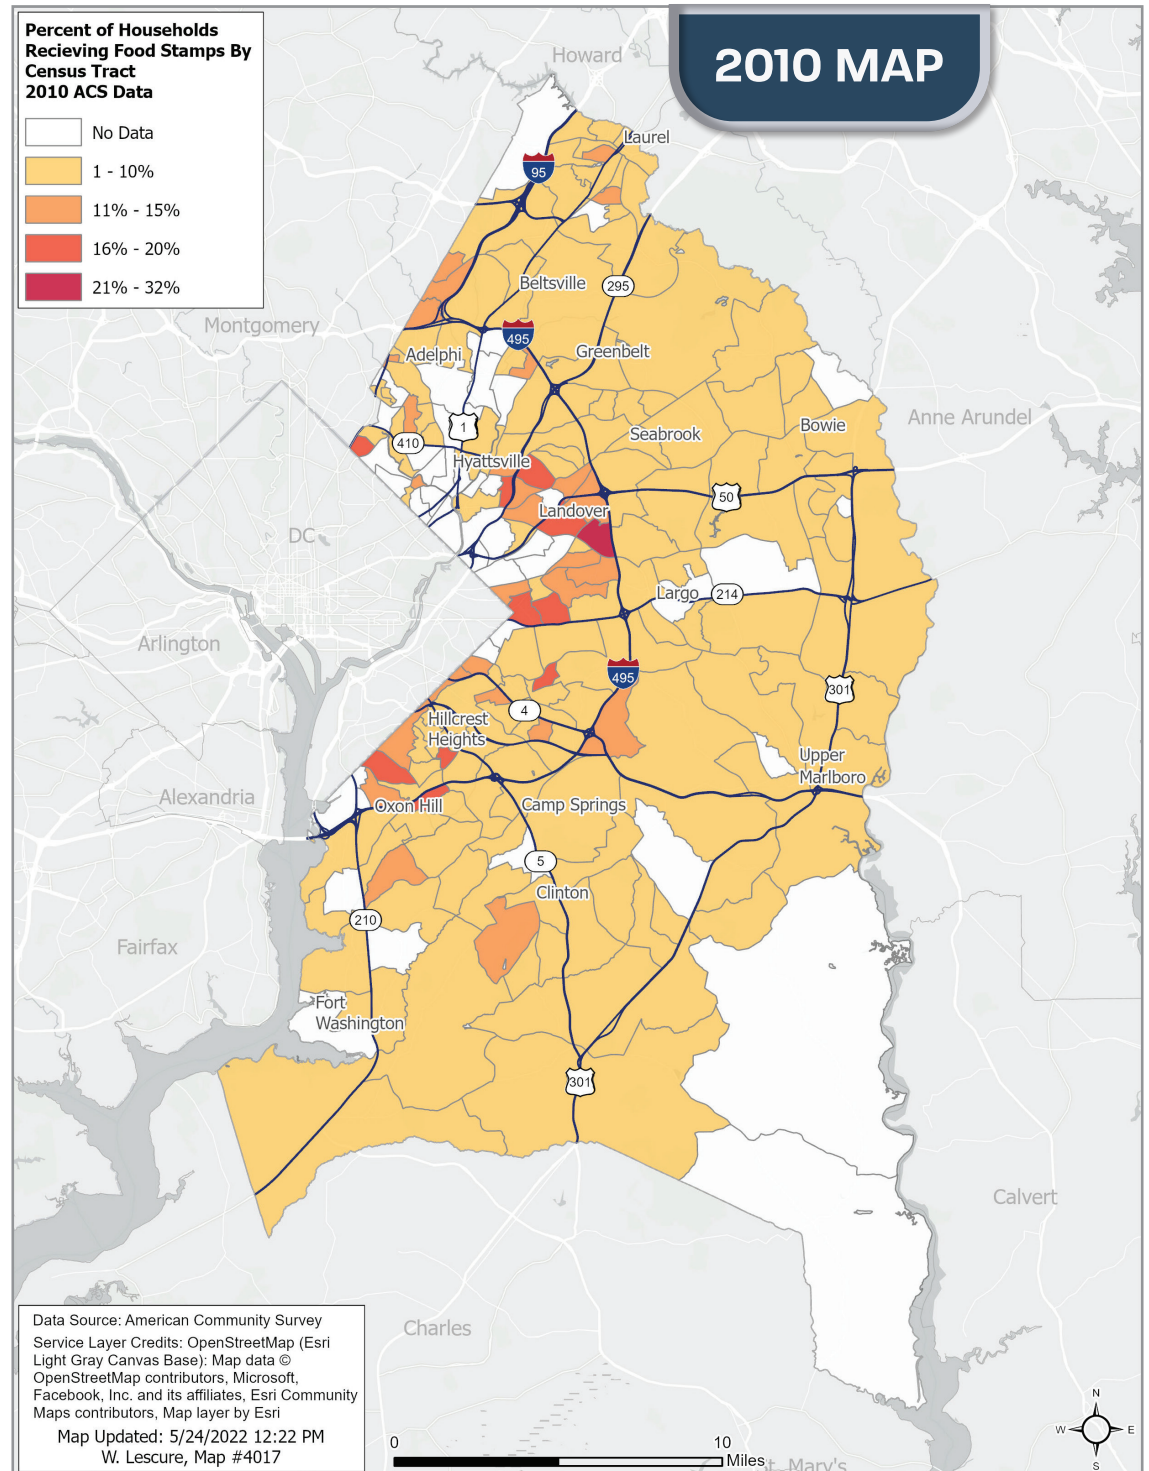 Percent of Households
Recieving Food Stamps By
Census Tract
2010 ACS Data
No Data
1 - 10%
11% - 15%
16% - 20%
21% - 32%
2010 MAP
Howard
Laurel
95
Beltsville
295
Montgomery
495
Adelphi
Greenbelt
Anne Arundel
1
Bowie
410
Seabrook
Hyattsville
50
Landover
DC
Largo
214
Arlington
495
301
4
Hillcrest
Heights
Upper
Marlboro
Alexandria
Oxon Hill
Camp Springs
5
Clinton
210
Fairfax
Fort
Washington
301
Calvert
Charles
St. Mary's
Data Source: American Community Survey
Service Layer Credits: OpenStreetMap (Esri
Light Gray Canvas Base): Map data ©
OpenStreetMap contributors, Microsoft,
Facebook, Inc. and its affiliates, Esri Community
Maps contributors, Map layer by Esri
Map Updated: 5/24/2022 12:22 PM
W. Lescure, Map #4017
0
10
Miles
N
W
E
S